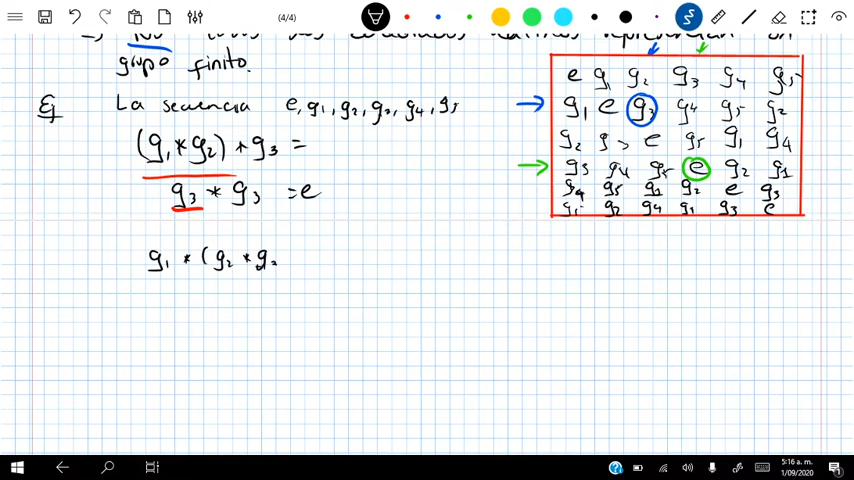 (4/4)
grupo finito.
Ej La secuencia e, g₁, g₂, g₃, g₄, g₅
(g₁ * g₂) * g₃ =
g₃ * g₃ = e
g₁ * (g₂ * g₃
e g₁ g₂ g₃ g₄ g₅
g₁ e g₃ g₄ g₅ g₂
g₂ g₃ e g₅ g₁ g₄
g₃ g₄ g₅ e g₂ g₁
g₄ g₅ g₁ g₂ e g₃
g₅ g₂ g₄ g₁ g₃ e
5:16 a. m.
1/09/2020